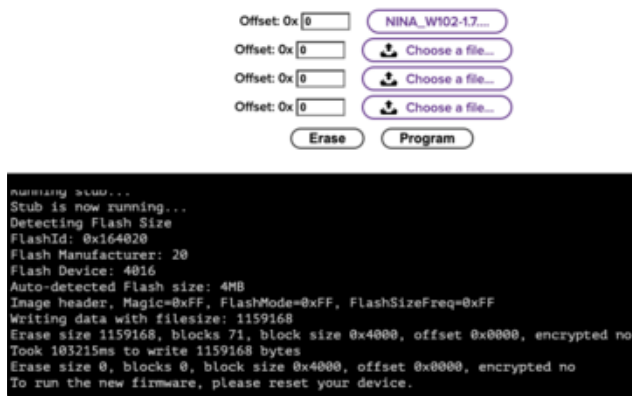 Offset: 0x 0 NINA_W102-1.7....
Offset: 0x 0 Choose a file...
Offset: 0x 0 Choose a file...
Offset: 0x 0 Choose a file...
Erase Program
Running stub...
Stub is now running...
Detecting Flash Size
FlashId: 0x164020
Flash Manufacturer: 20
Flash Device: 4016
Auto-detected Flash size: 4MB
Image header, Magic=0xFF, FlashMode=0xFF, FlashSizeFreq=0xFF
Writing data with filesize: 1159168
Erase size 1159168, blocks 71, block size 0x4000, offset 0x0000, encrypted no
Took 103215ms to write 1159168 bytes
Erase size 0, blocks 0, block size 0x4000, offset 0x0000, encrypted no
To run the new firmware, please reset your device.